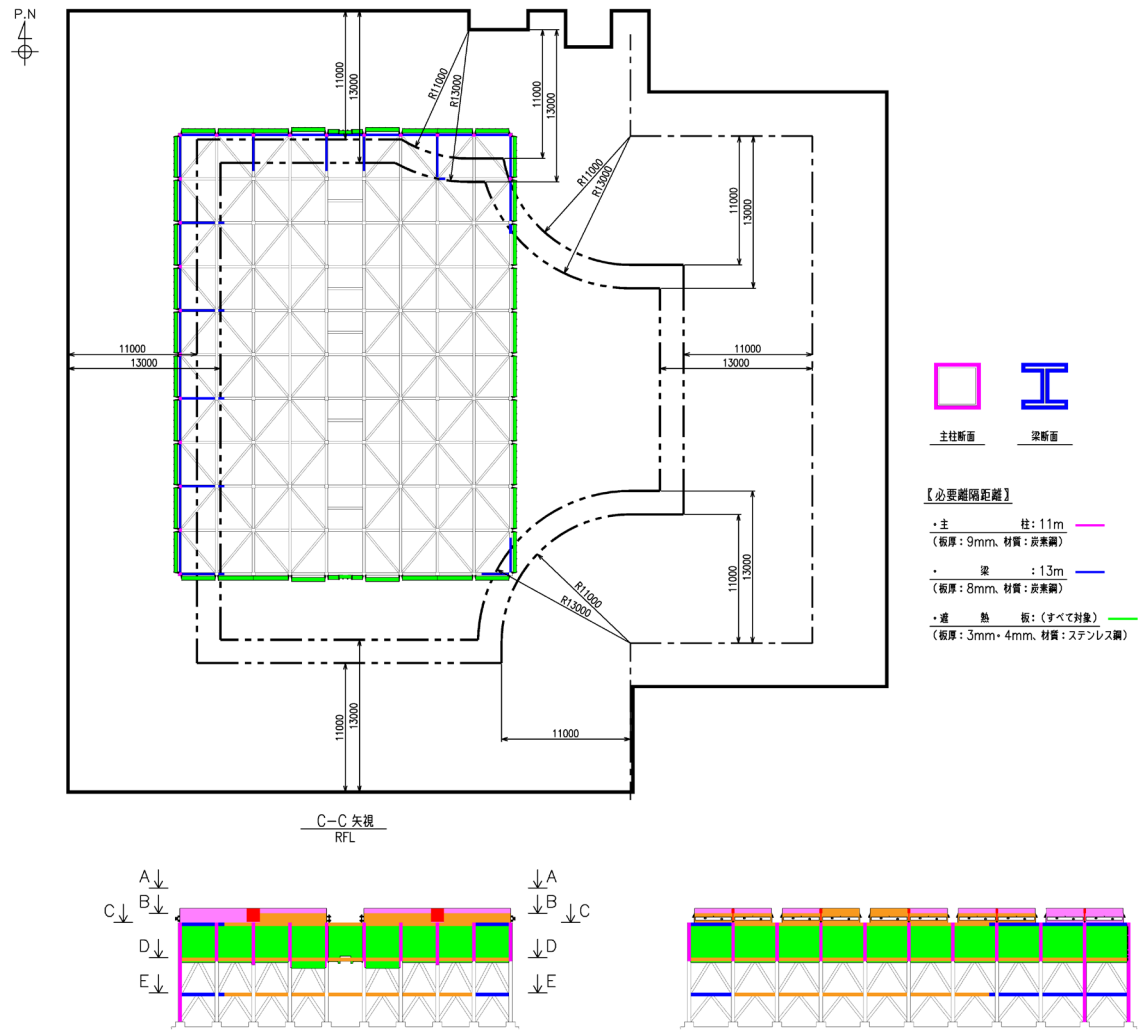 P.N
11000
13000
R11000
R13000
11000
13000
R11000
R13000
11000
13000
11000
13000
11000
13000
主柱断面
梁断面
【必要離隔距離】
・主 柱：11m
(板厚：9mm、材質：炭素鋼)
・ 梁 ：13m
(板厚：8mm、材質：炭素鋼)
・遮 熱 板：(すべて対象)
(板厚：3mm・4mm、材質：ステンレス鋼)
R11000
R13000
11000
13000
11000
13000
11000
C-C 矢視
RFL
A A
B B
C C
D D
E E